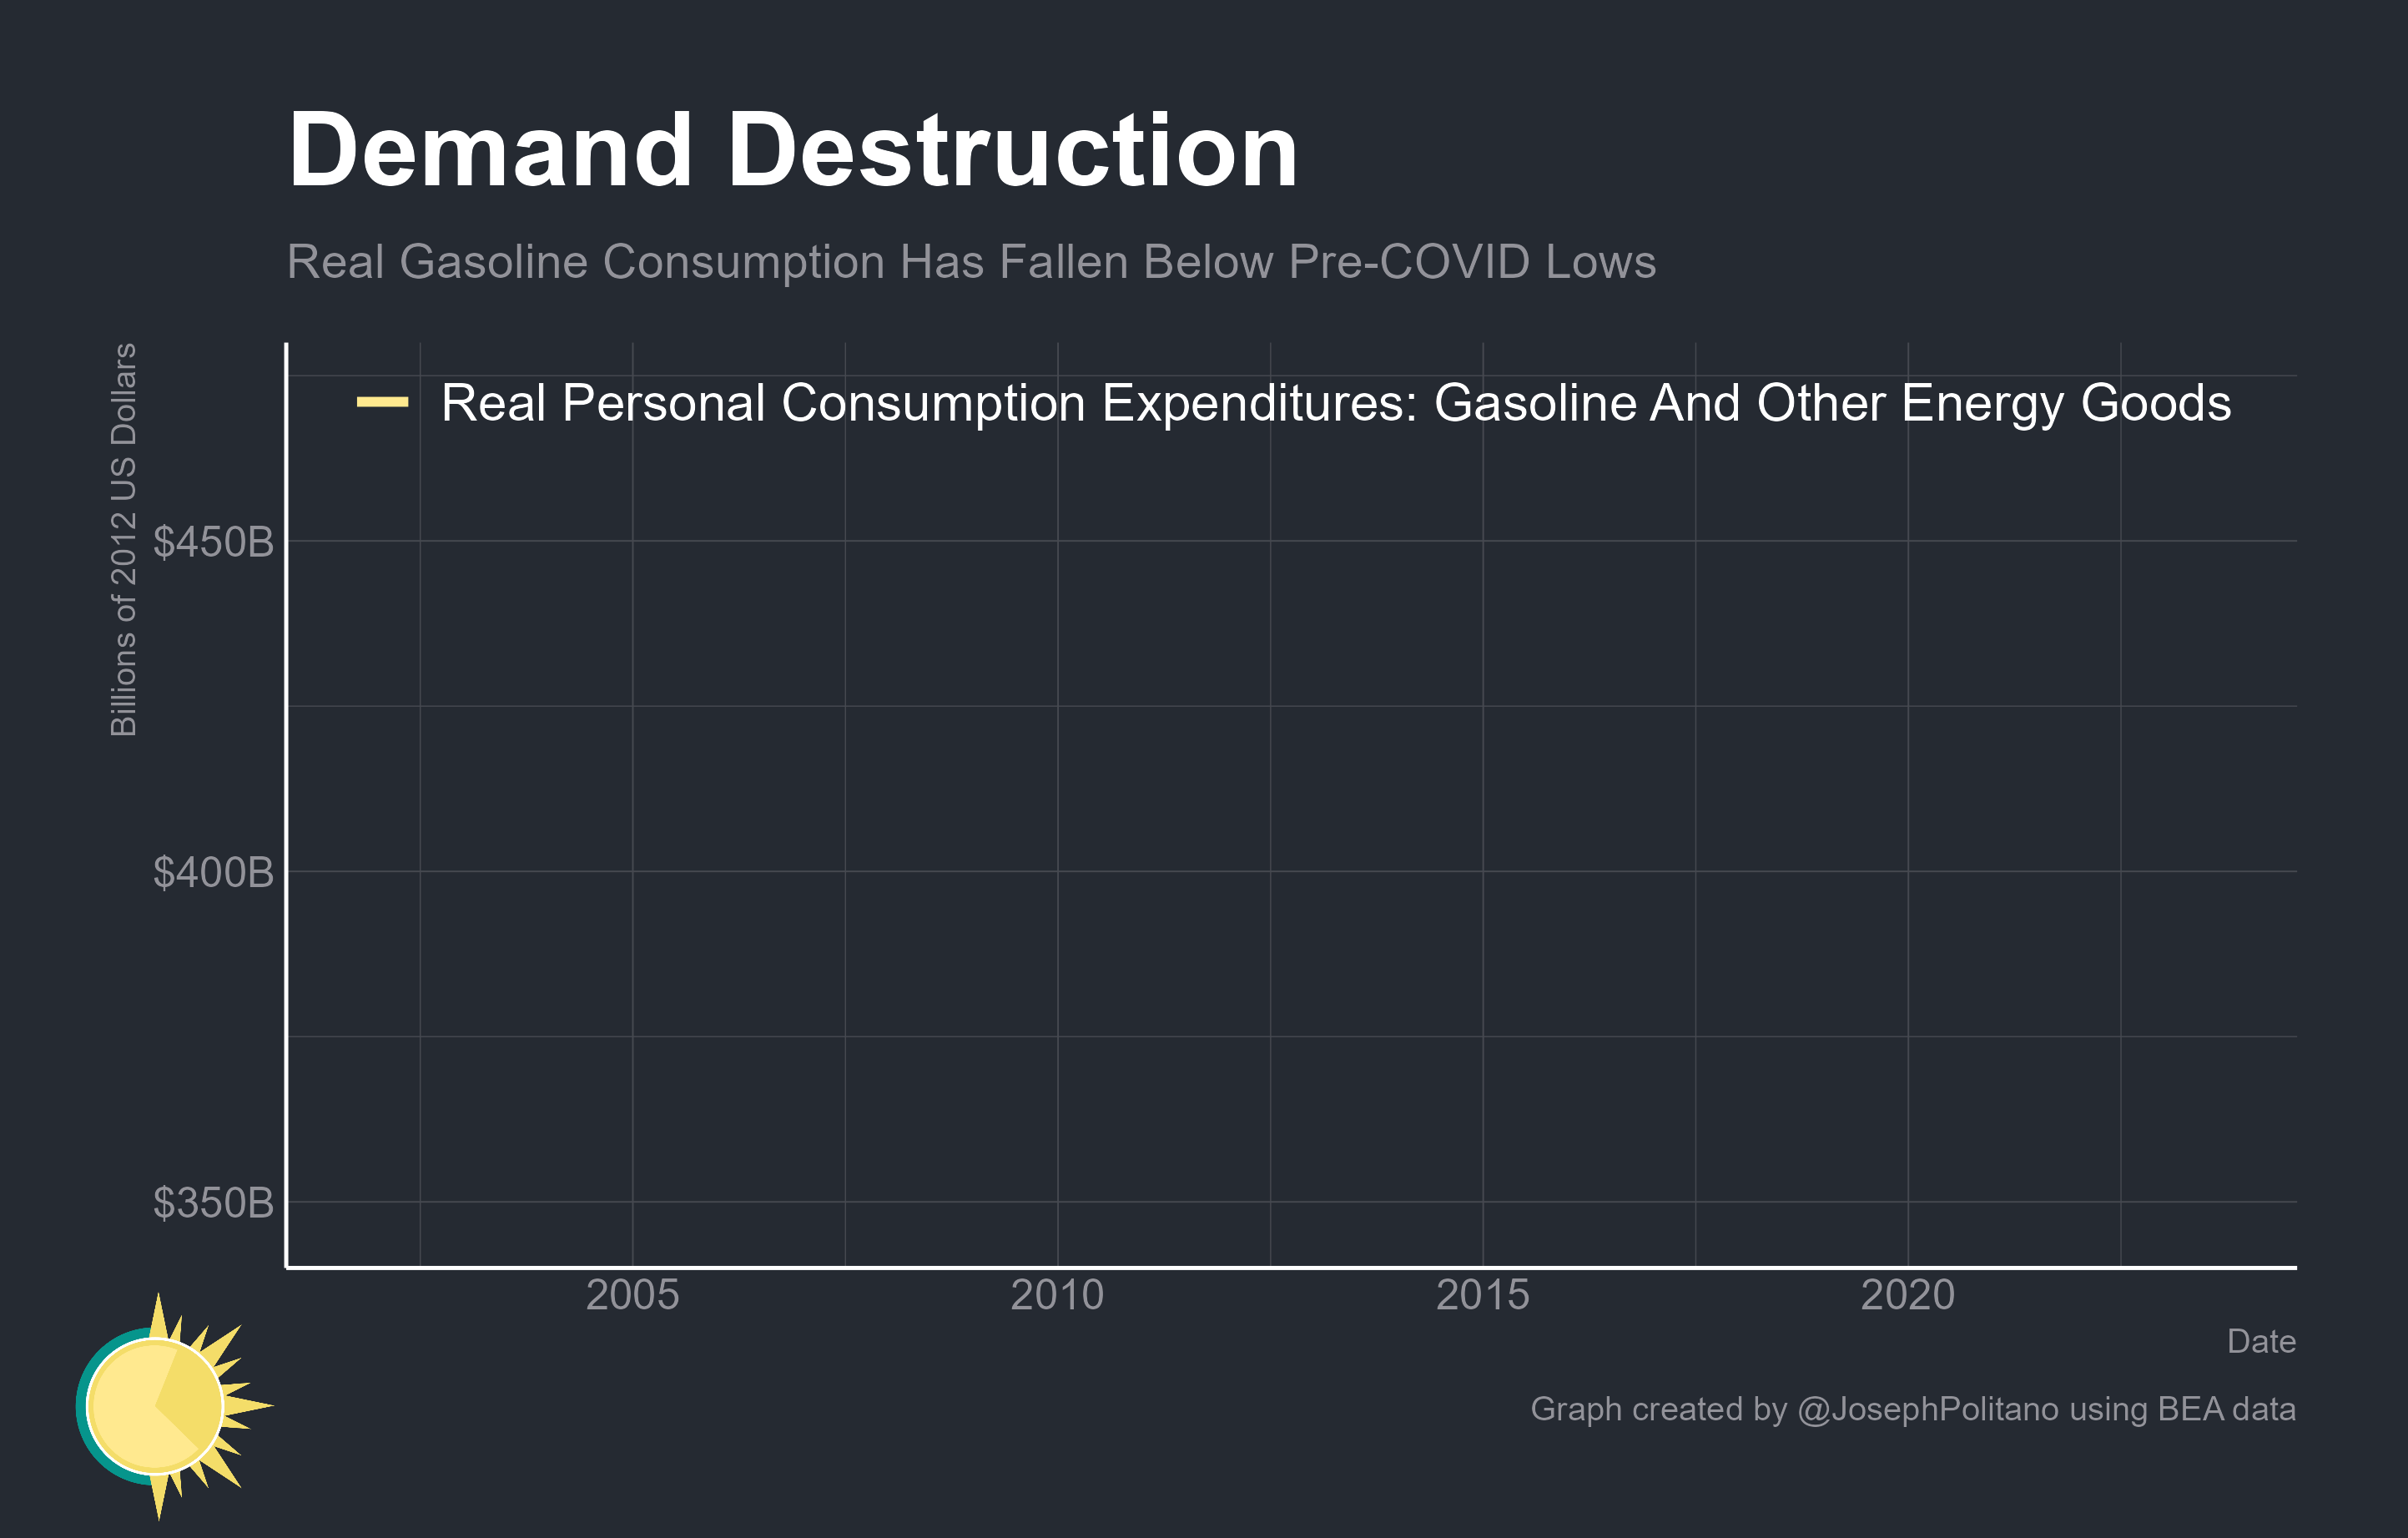 Demand Destruction
Real Gasoline Consumption Has Fallen Below Pre-COVID Lows
Billions of 2012 US Dollars
Real Personal Consumption Expenditures: Gasoline And Other Energy Goods
$450B
$400B
$350B
2005 2010 2015 2020
Date
Graph created by @JosephPolitano using BEA data